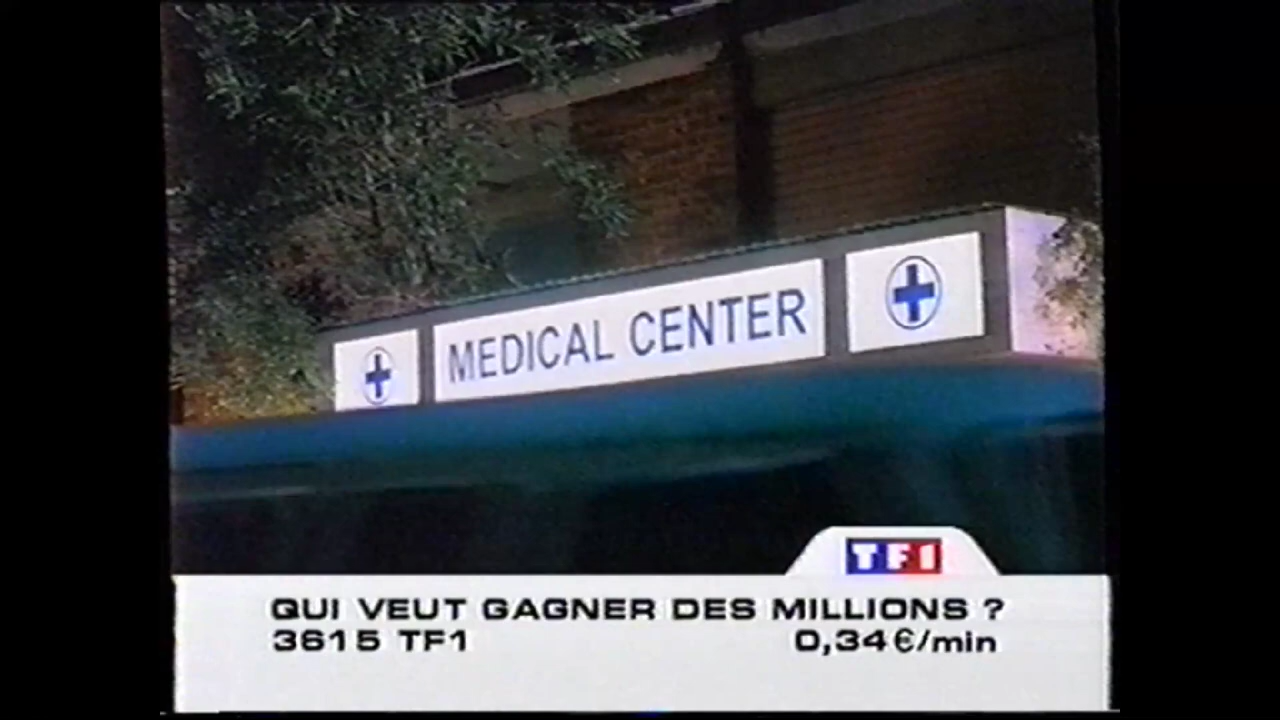 MEDICAL CENTER
TF1
QUI VEUT GAGNER DES MILLIONS ?
3615 TF1 0,34€/min